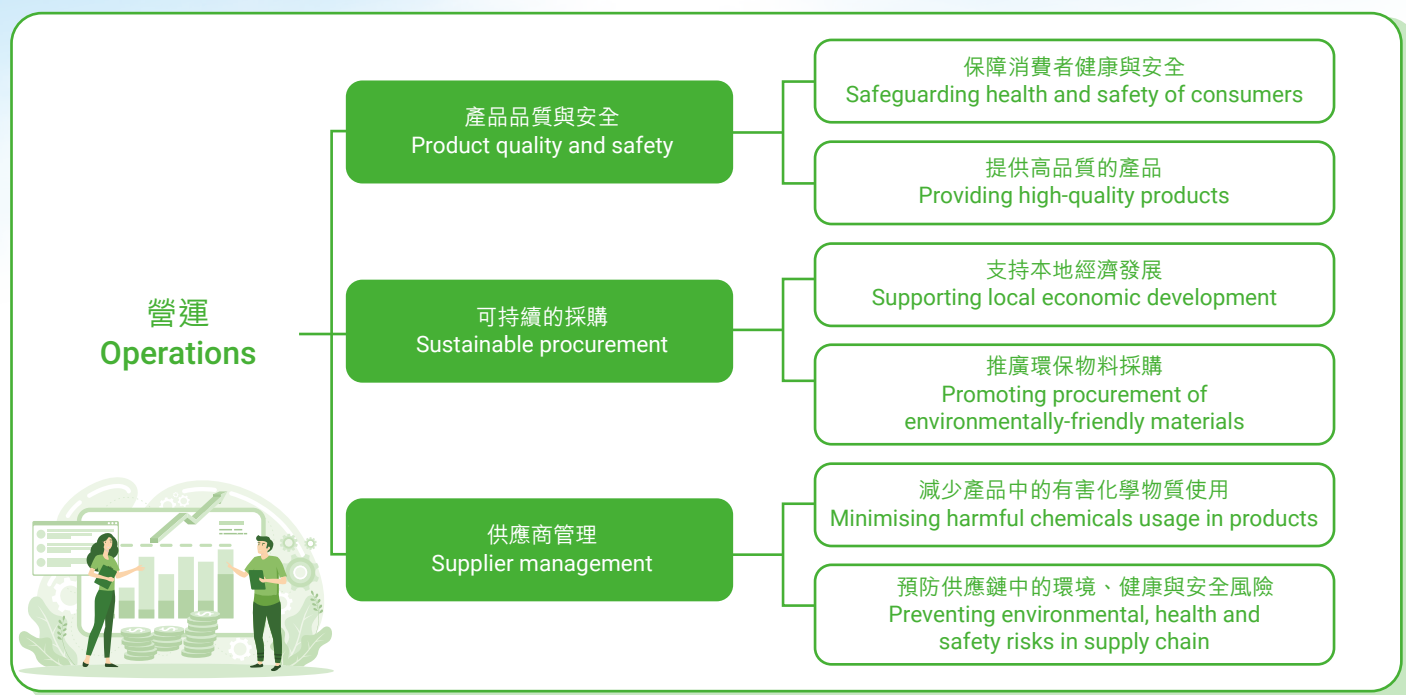 營運
Operations
產品品質與安全
Product quality and safety
保障消費者健康與安全
Safeguarding health and safety of consumers
提供高品質的產品
Providing high-quality products
可持續的採購
Sustainable procurement
支持本地經濟發展
Supporting local economic development
推廣環保物料採購
Promoting procurement of
environmentally-friendly materials
供應商管理
Supplier management
減少產品中的有害化學物質使用
Minimising harmful chemicals usage in products
預防供應鏈中的環境、健康與安全風險
Preventing environmental, health and
safety risks in supply chain